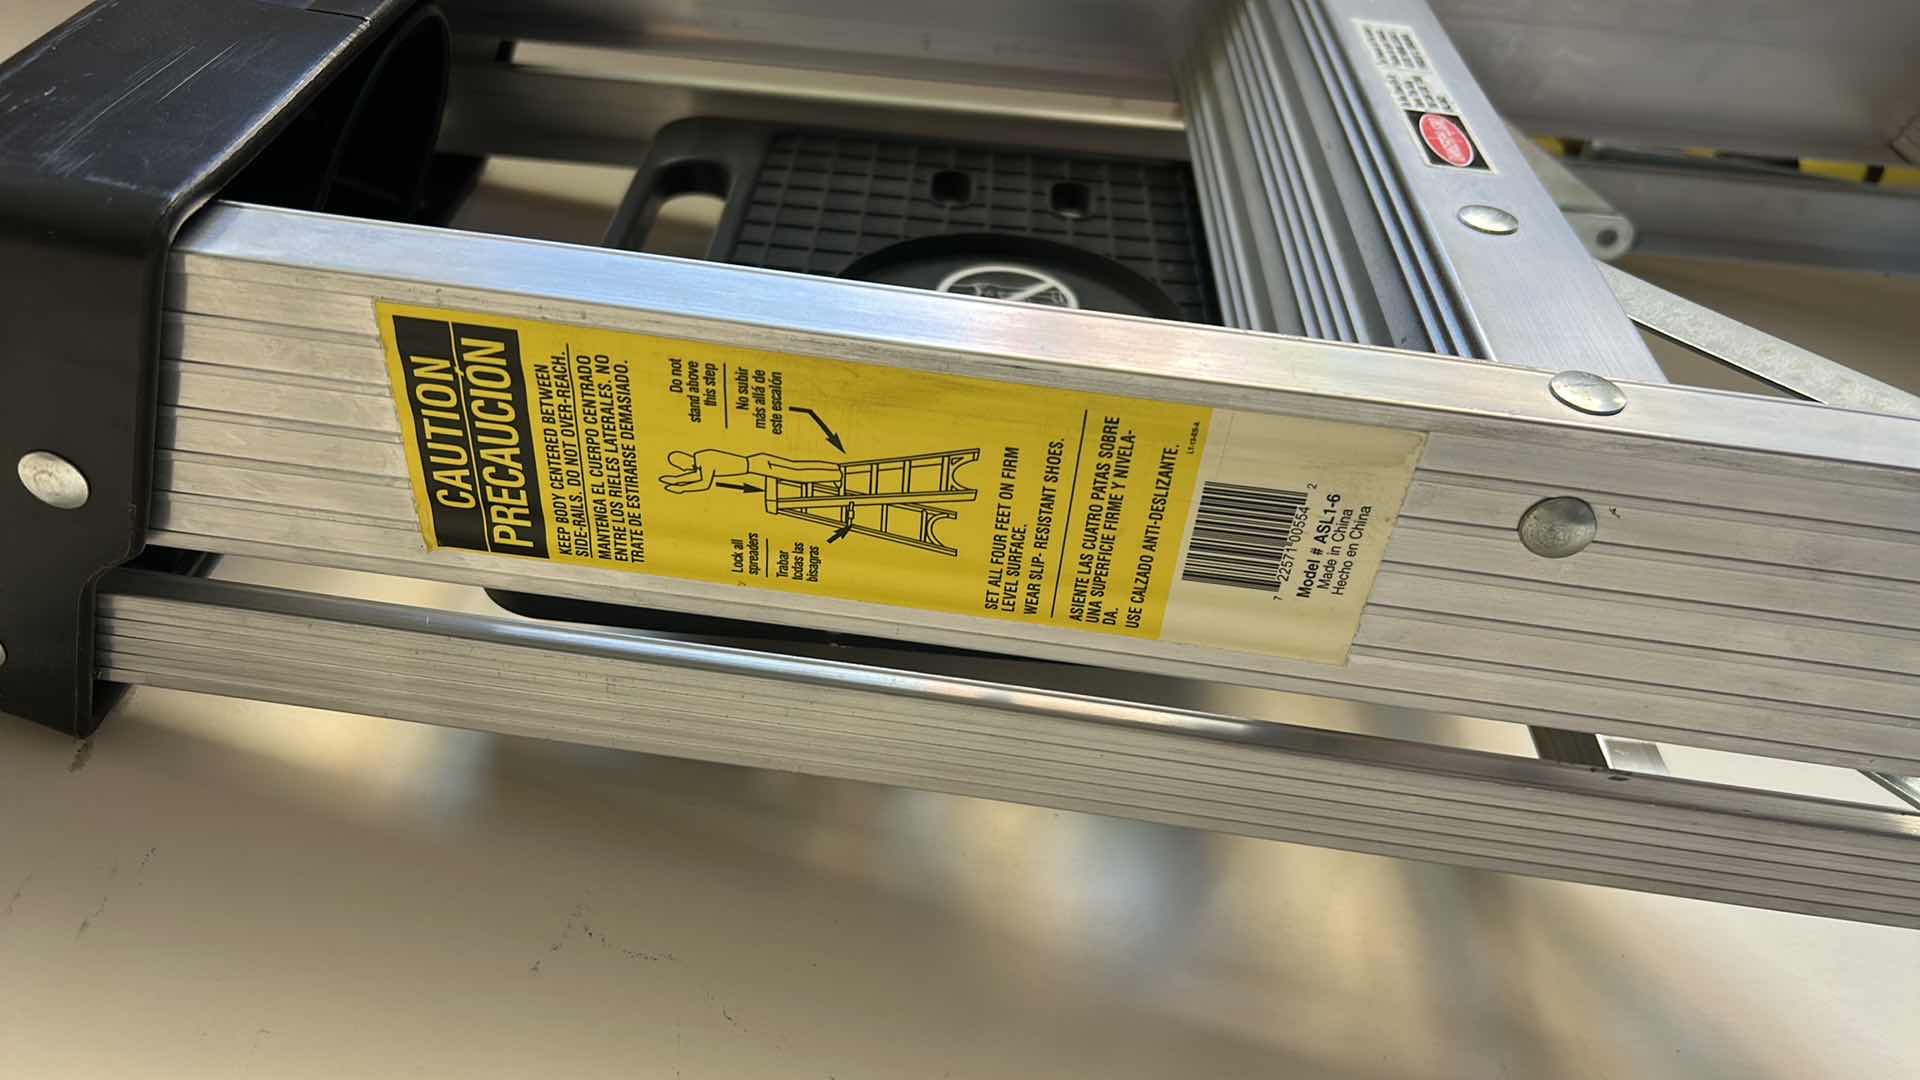 CAUTION
PRECAUCIÓN
KEEP BODY CENTERED BETWEEN
SIDE-RAILS. DO NOT OVER-REACH.
MANTENGA EL CUERPO CENTRADO
ENTRE LOS RIELES LATERALES. NO
TRATE DE ESTIRARSE DEMASIADO.
Do not
stand above
this step
No subir
más allá de
este escalón
Lock all
spreaders
Trabar
todas las
bisagras
SET ALL FOUR FEET ON FIRM
LEVEL SURFACE.
WEAR SLIP- RESISTANT SHOES.
ASIENTE LAS CUATRO PATAS SOBRE
UNA SUPERFICIE FIRME Y NIVELA-
DA.
USE CALZADO ANTI-DESLIZANTE.
7 22571 00554 2
Model # ASL1-6
Made in China
Hecho en China